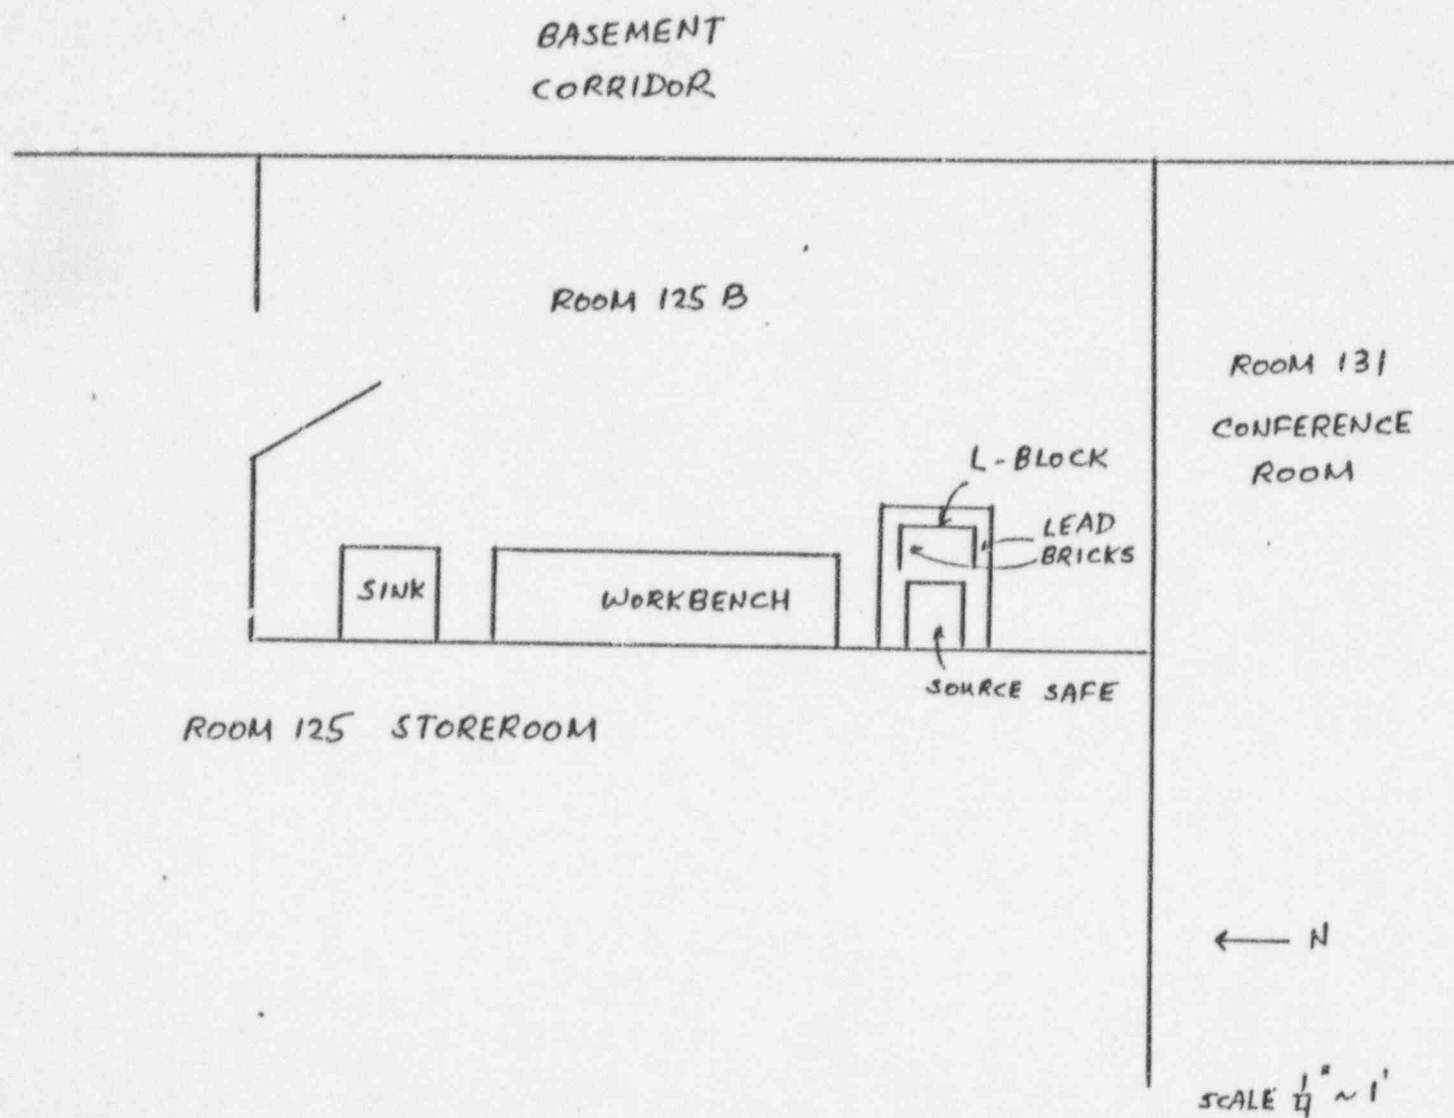 BASEMENT
CORRIDOR
ROOM 125 B
ROOM 131
CONFERENCE
ROOM
L-BLOCK
LEAD
BRICKS
SINK
WORKBENCH
SOURCE SAFE
ROOM 125 STOREROOM
← N
SCALE 1/4" ~ 1'